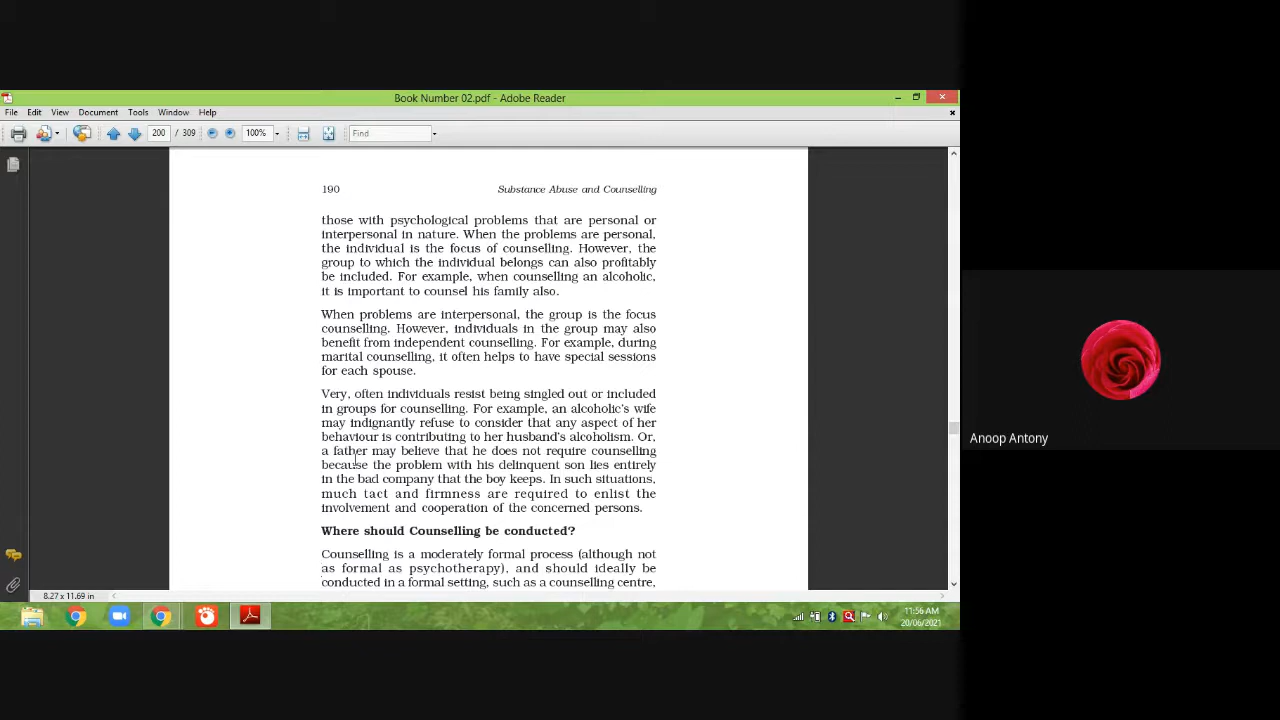 Book Number 02.pdf - Adobe Reader
File Edit View Document Tools Window Help
200 / 309 100% Find
190 Substance Abuse and Counselling
those with psychological problems that are personal or
interpersonal in nature. When the problems are personal,
the individual is the focus of counselling. However, the
group to which the individual belongs can also profitably
be included. For example, when counselling an alcoholic,
it is important to counsel his family also.
When problems are interpersonal, the group is the focus
counselling. However, individuals in the group may also
benefit from independent counselling. For example, during
marital counselling, it often helps to have special sessions
for each spouse.
Very, often individuals resist being singled out or included
in groups for counselling. For example, an alcoholic's wife
may indignantly refuse to consider that any aspect of her
behaviour is contributing to her husband's alcoholism. Or,
a father may believe that he does not require counselling
because the problem with his delinquent son lies entirely
in the bad company that the boy keeps. In such situations,
much tact and firmness are required to enlist the
involvement and cooperation of the concerned persons.
Where should Counselling be conducted?
Counselling is a moderately formal process (although not
as formal as psychotherapy), and should ideally be
conducted in a formal setting, such as a counselling centre,
8.27 x 11.69 in
11:56 AM
20/06/2021
Anoop Antony